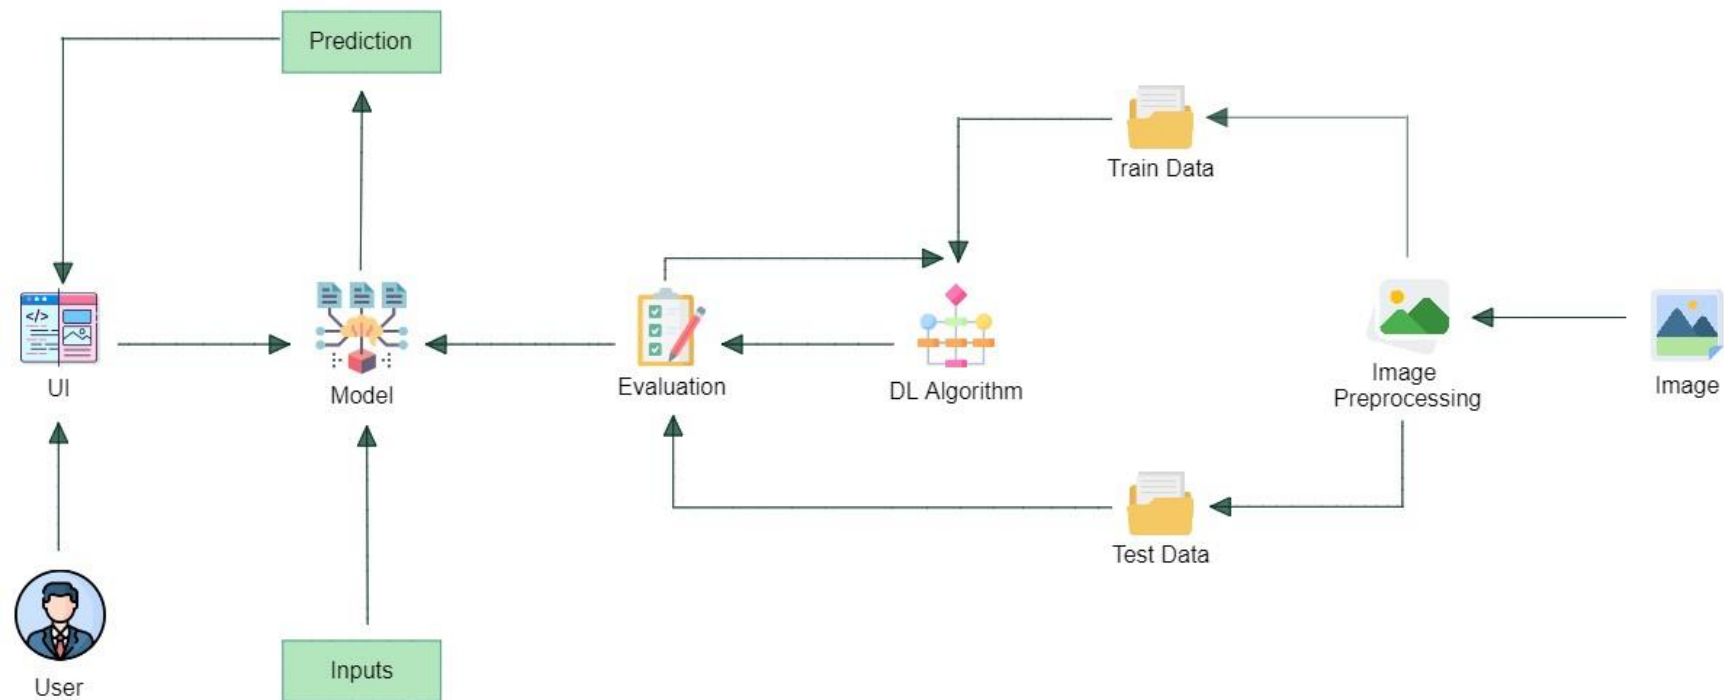 Prediction
Train Data
UI
Model
Evaluation
DL Algorithm
Image
Preprocessing
Image
Test Data
User
Inputs